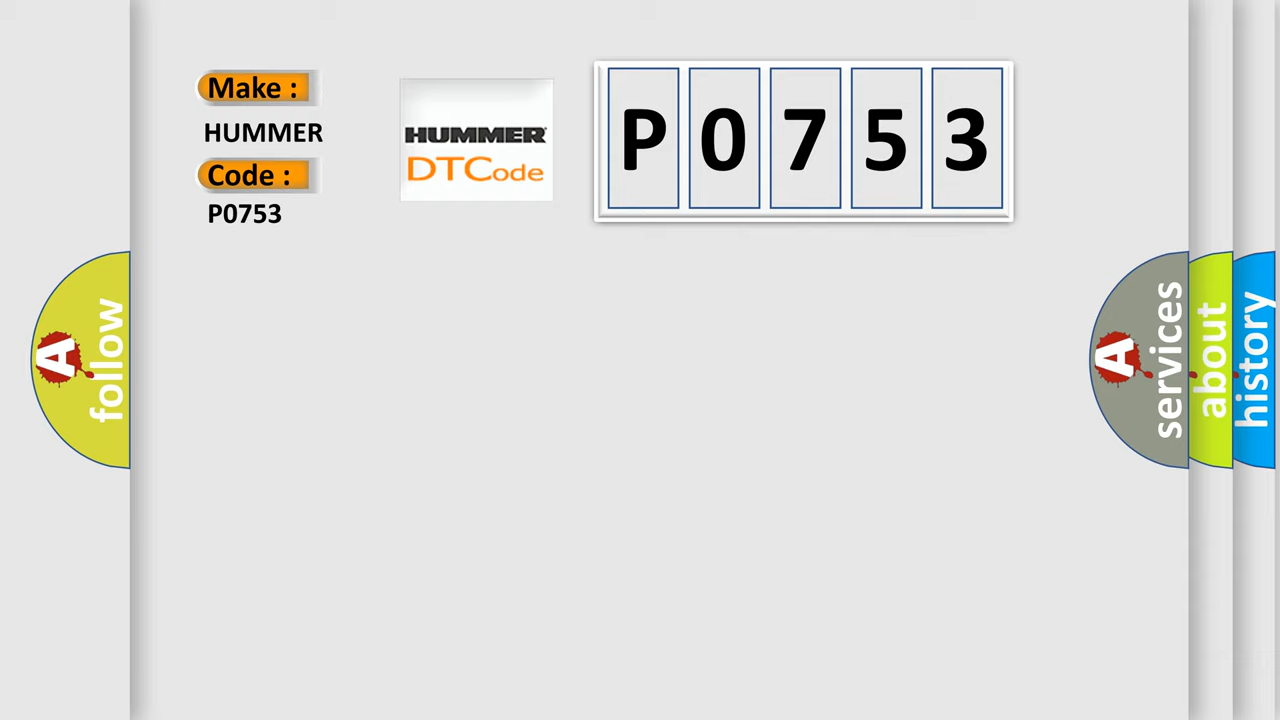 Make :
HUMMER
Code :
P0753
HUMMER
DTCode
P 0 7 5 3
A follow
A services
about
history